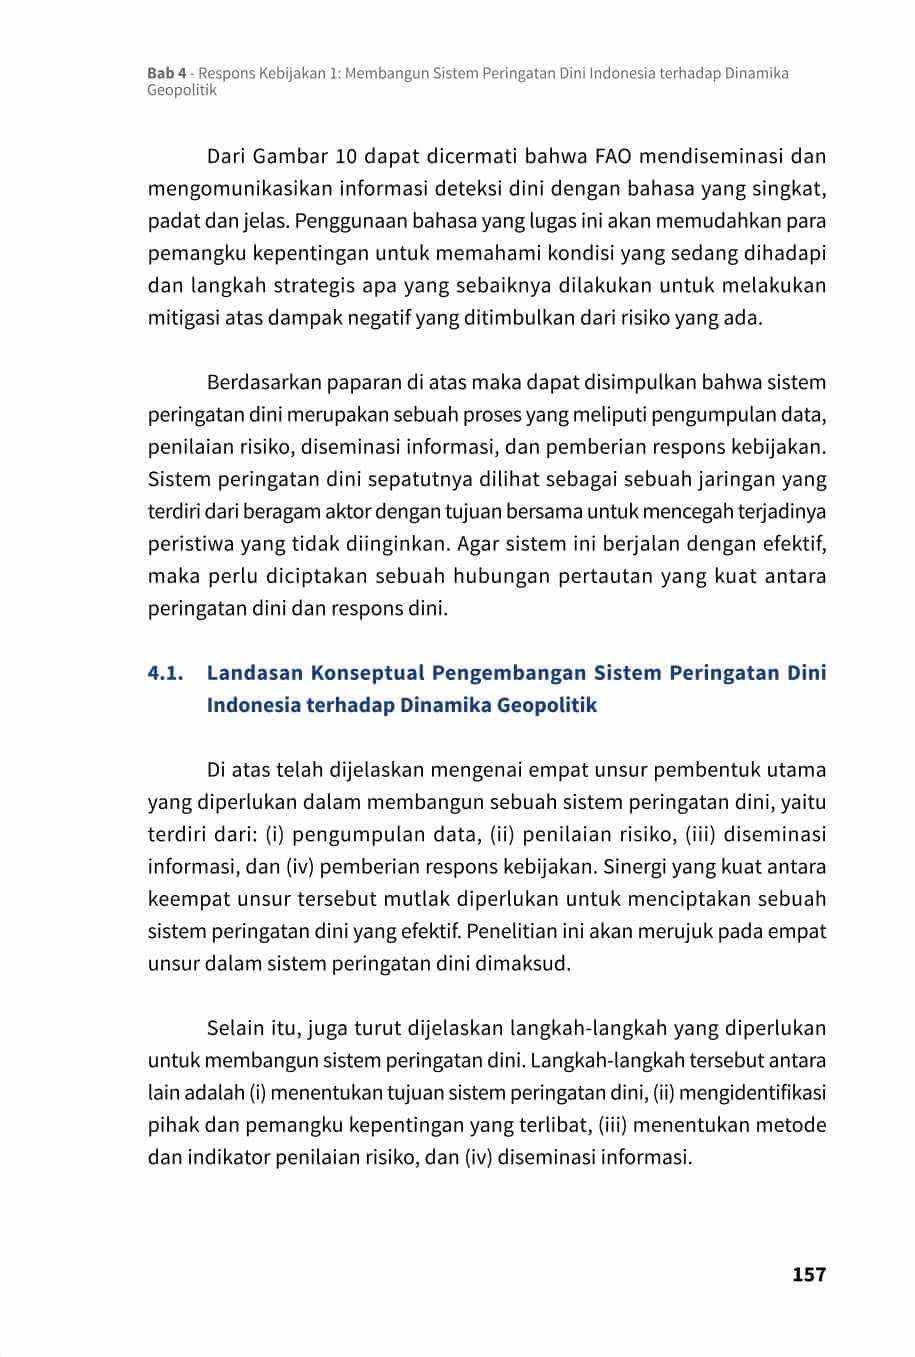 Bab 4 - Respons Kebijakan 1: Membangun Sistem Peringatan Dini Indonesia terhadap Dinamika
Geopolitik
Dari Gambar 10 dapat dicermati bahwa FAO mendiseminasi dan
mengomunikasikan informasi deteksi dini dengan bahasa yang singkat,
padat dan jelas. Penggunaan bahasa yang lugas ini akan memudahkan para
pemangku kepentingan untuk memahami kondisi yang sedang dihadapi
dan langkah strategis apa yang sebaiknya dilakukan untuk melakukan
mitigasi atas dampak negatif yang ditimbulkan dari risiko yang ada.
Berdasarkan paparan di atas maka dapat disimpulkan bahwa sistem
peringatan dini merupakan sebuah proses yang meliputi pengumpulan data,
penilaian risiko, diseminasi informasi, dan pemberian respons kebijakan.
Sistem peringatan dini sepatutnya dilihat sebagai sebuah jaringan yang
terdiri dari beragam aktor dengan tujuan bersama untuk mencegah terjadinya
peristiwa yang tidak diinginkan. Agar sistem ini berjalan dengan efektif,
maka perlu diciptakan sebuah hubungan pertautan yang kuat antara
peringatan dini dan respons dini.
4.1. Landasan Konseptual Pengembangan Sistem Peringatan Dini
Indonesia terhadap Dinamika Geopolitik
Di atas telah dijelaskan mengenai empat unsur pembentuk utama
yang diperlukan dalam membangun sebuah sistem peringatan dini, yaitu
terdiri dari: (i) pengumpulan data, (ii) penilaian risiko, (iii) diseminasi
informasi, dan (iv) pemberian respons kebijakan. Sinergi yang kuat antara
keempat unsur tersebut mutlak diperlukan untuk menciptakan sebuah
sistem peringatan dini yang efektif. Penelitian ini akan merujuk pada empat
unsur dalam sistem peringatan dini dimaksud.
Selain itu, juga turut dijelaskan langkah-langkah yang diperlukan
untuk membangun sistem peringatan dini. Langkah-langkah tersebut antara
lain adalah (i) menentukan tujuan sistem peringatan dini, (ii) mengidentifikasi
pihak dan pemangku kepentingan yang terlibat, (iii) menentukan metode
dan indikator penilaian risiko, dan (iv) diseminasi informasi.
157